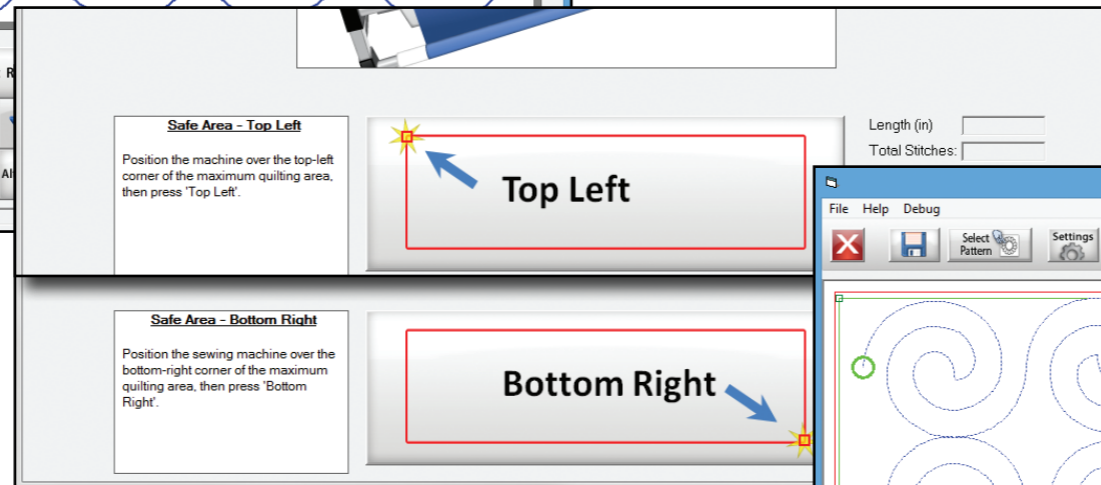 R
Al
Safe Area - Top Left
Position the machine over the top-left
corner of the maximum quilting area,
then press 'Top Left'.
Top Left
Length (in)
Total Stitches:
Safe Area - Bottom Right
Position the sewing machine over the
bottom-right corner of the maximum
quilting area, then press 'Bottom
Right'.
Bottom Right
File Help Debug
Select
Pattern
Settings